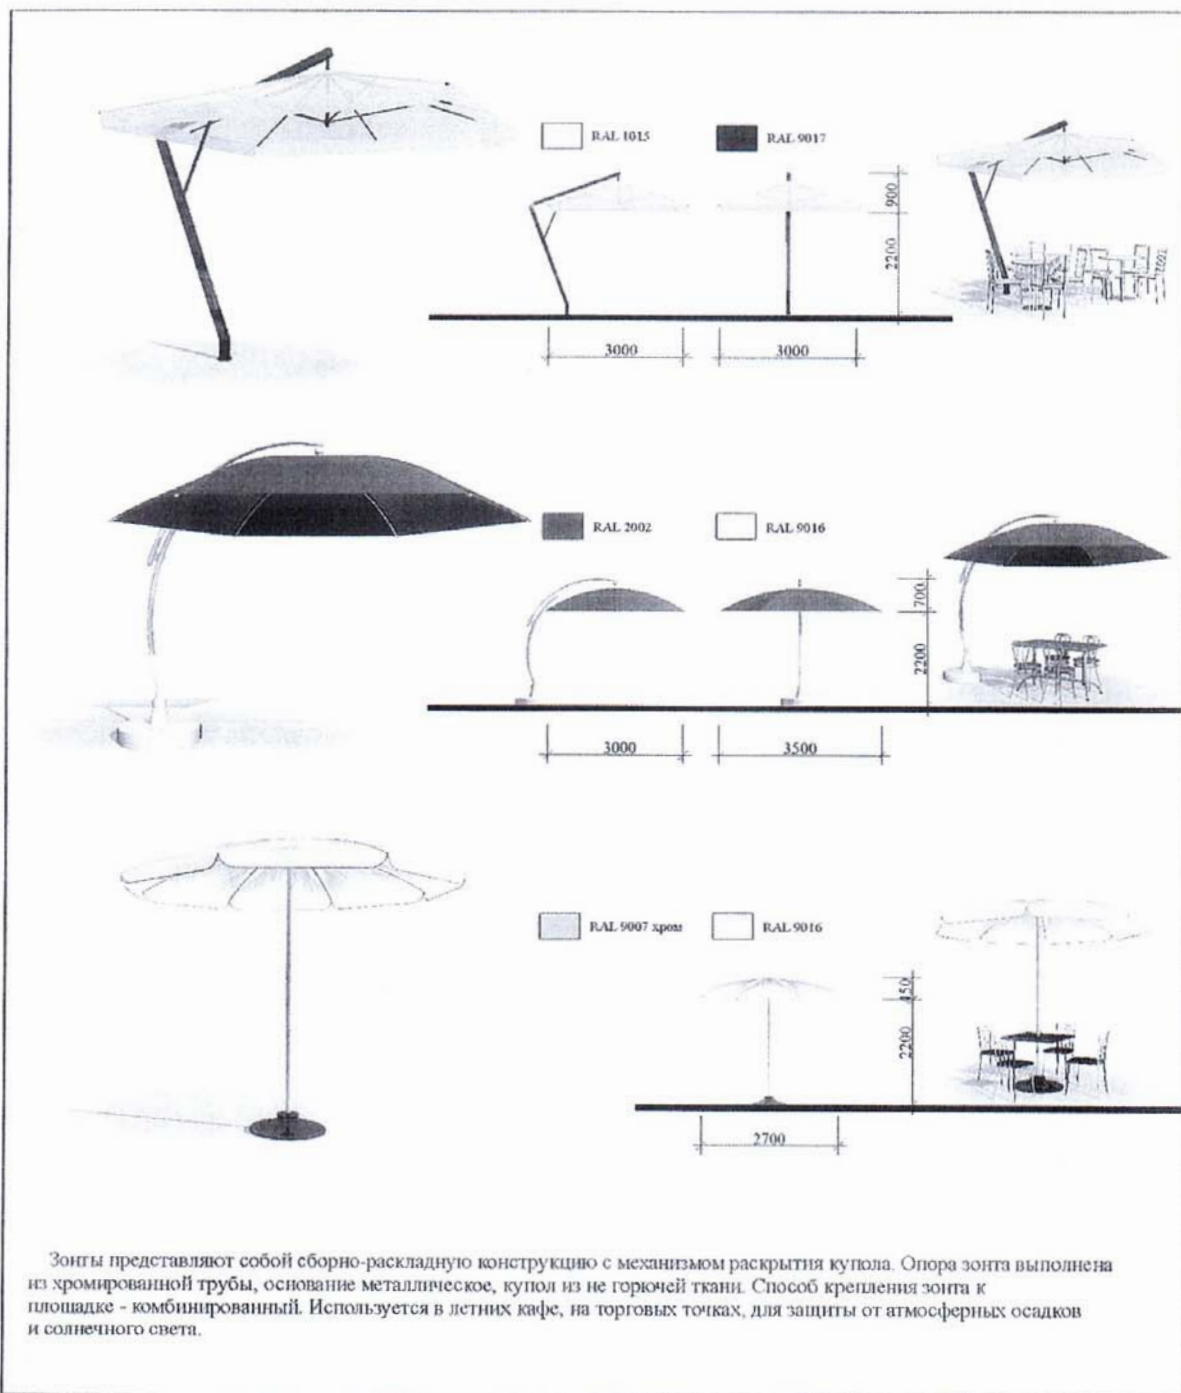 RAL 1015
RAL 9017
900
2200
3000
3000
RAL 2002
RAL 9016
700
2200
3000
3500
RAL 9007 хром
RAL 9016
450
2200
2700
Зонты представляют собой сборно-раскладную конструкцию с механизмом раскрытия купола. Опора зонта выполнена
из хромированной трубы, основание металлическое, купол из не горючей ткани. Способ крепления зонта к
площадке - комбинированный. Используется в летних кафе, на торговых точках, для защиты от атмосферных осадков
и солнечного света.